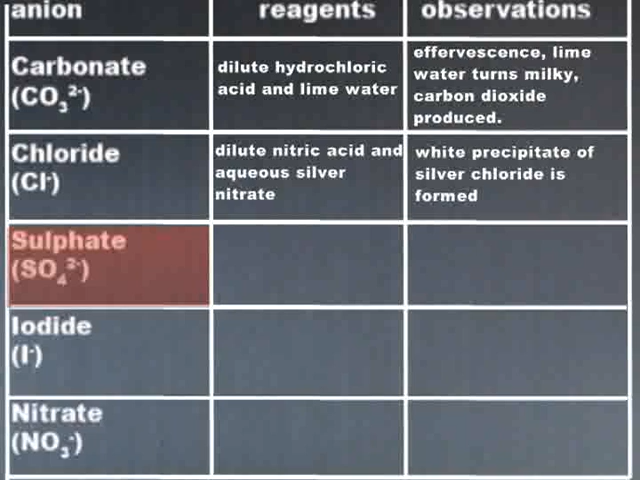 anion reagents observations
Carbonate
(CO₃²⁻)
dilute hydrochloric
acid and lime water
effervescence, lime
water turns milky,
carbon dioxide
produced.
Chloride
(Cl⁻)
dilute nitric acid and
aqueous silver
nitrate
white precipitate of
silver chloride is
formed
Sulphate
(SO₄²⁻)
Iodide
(I⁻)
Nitrate
(NO₃⁻)